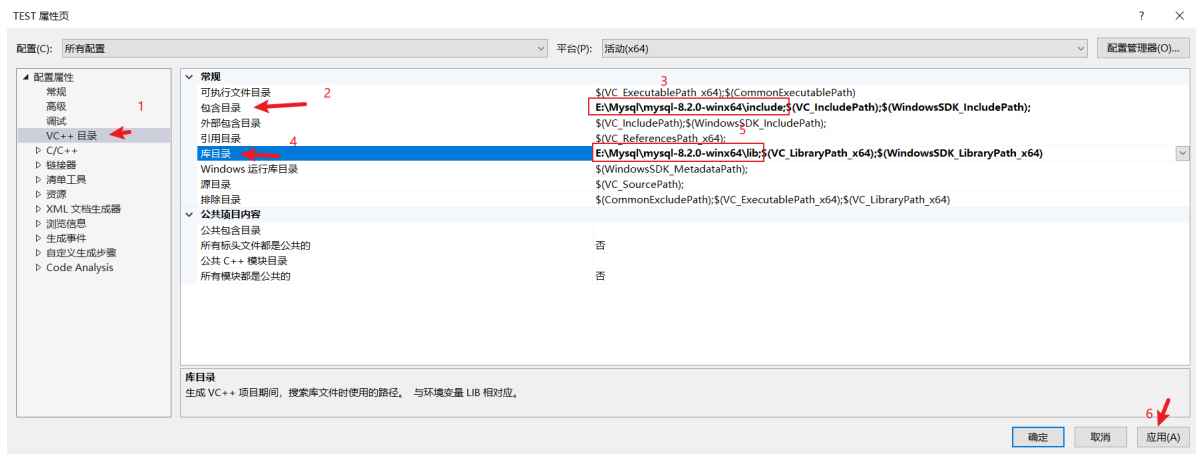 TEST 属性页
? ×
配置(C): 所有配置 平台(P): 活动(x64) 配置管理器(O)...
配置属性
常规
高级
调试
VC++ 目录
C/C++
链接器
清单工具
资源
XML 文档生成器
浏览信息
生成事件
自定义生成步骤
Code Analysis
1
2
3
4
5
6
常规
可执行文件目录 $(VC_ExecutablePath_x64);$(CommonExecutablePath)
包含目录 E:\Mysql\mysql-8.2.0-winx64\include;$(VC_IncludePath);$(WindowsSDK_IncludePath);
外部包含目录 $(VC_IncludePath);$(WindowsSDK_IncludePath);
引用目录 $(VC_ReferencesPath_x64);
库目录 E:\Mysql\mysql-8.2.0-winx64\lib;$(VC_LibraryPath_x64);$(WindowsSDK_LibraryPath_x64)
Windows 运行库目录 $(WindowsSDK_MetadataPath);
源目录 $(VC_SourcePath);
排除目录 $(CommonExcludePath);$(VC_ExecutablePath_x64);$(VC_LibraryPath_x64)
公共项目内容
公共包含目录
所有标头文件都是公共的 否
公共 C++ 模块目录
所有模块都是公共的 否
库目录
生成 VC++ 项目期间，搜索库文件时使用的路径。 与环境变量 LIB 相对应。
确定 取消 应用(A)